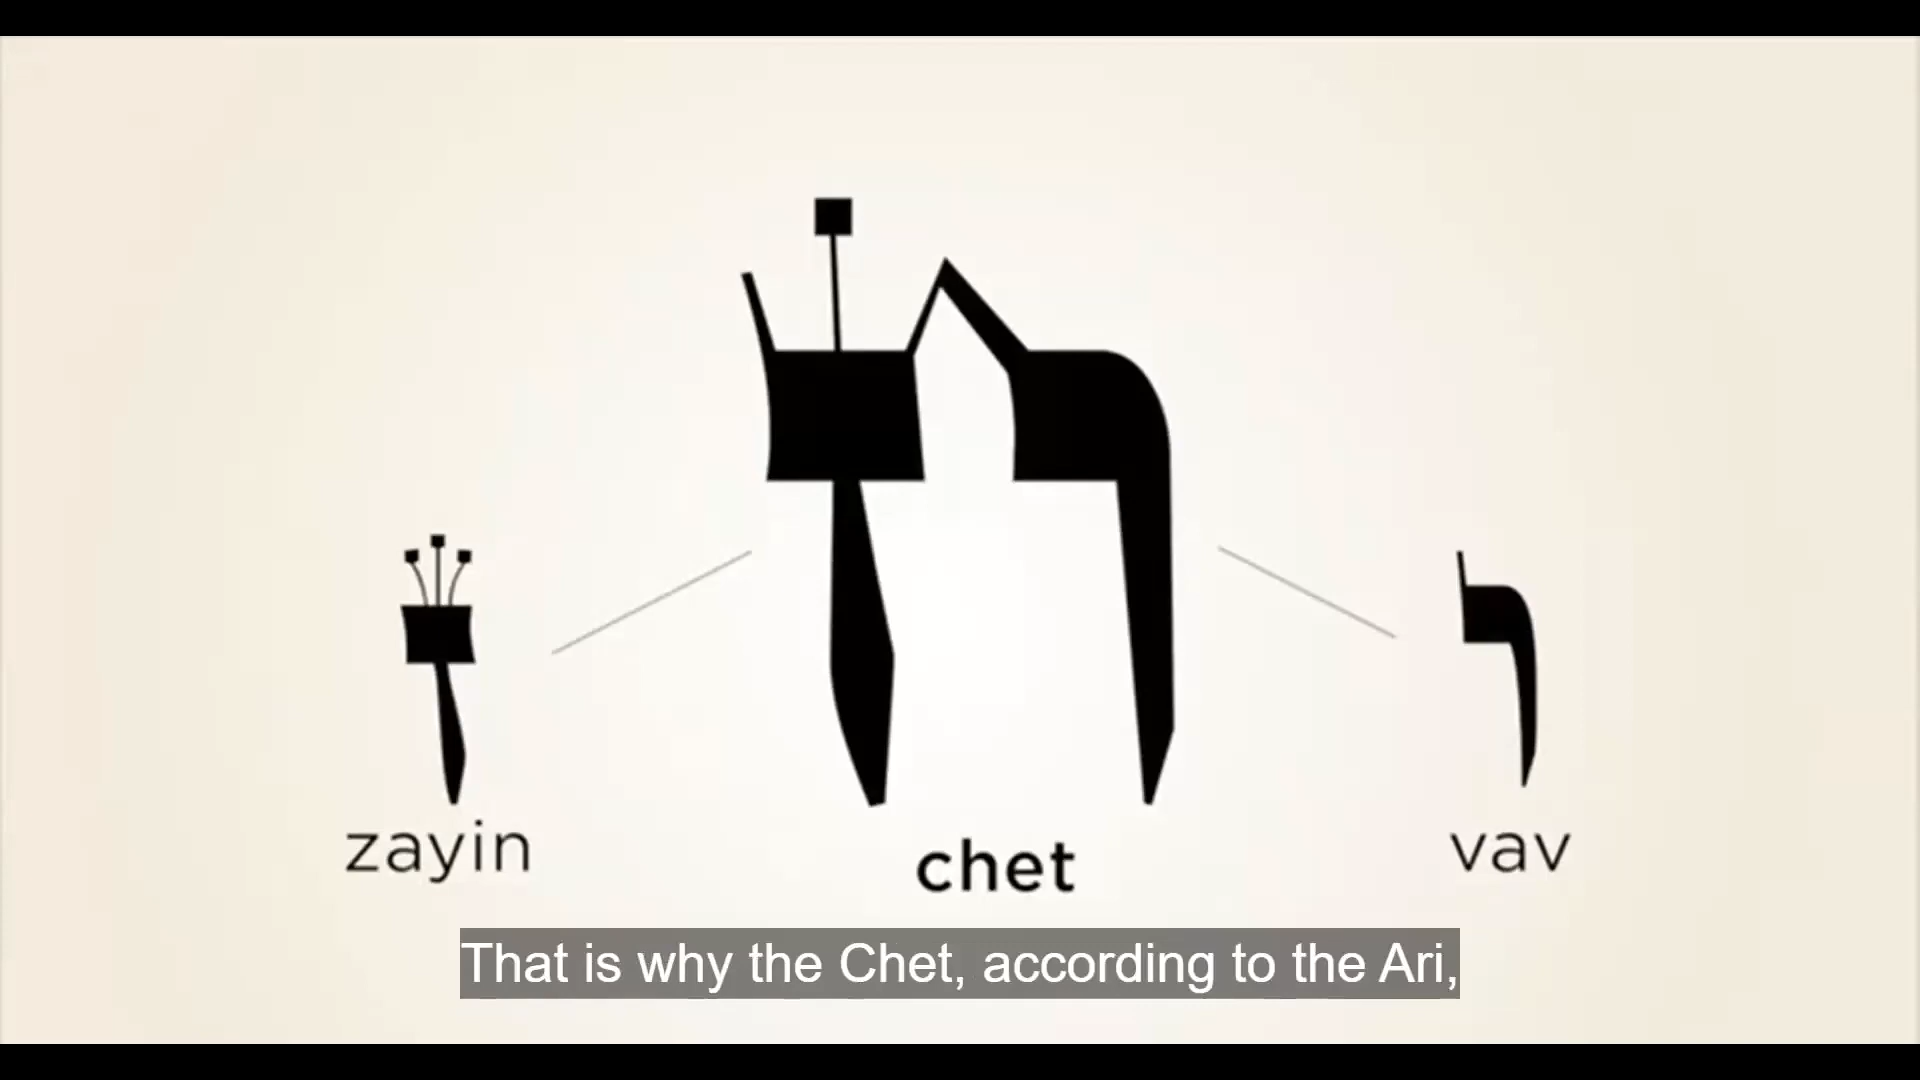 ח
ז
ו
zayin
chet
vav
That is why the Chet, according to the Ari,